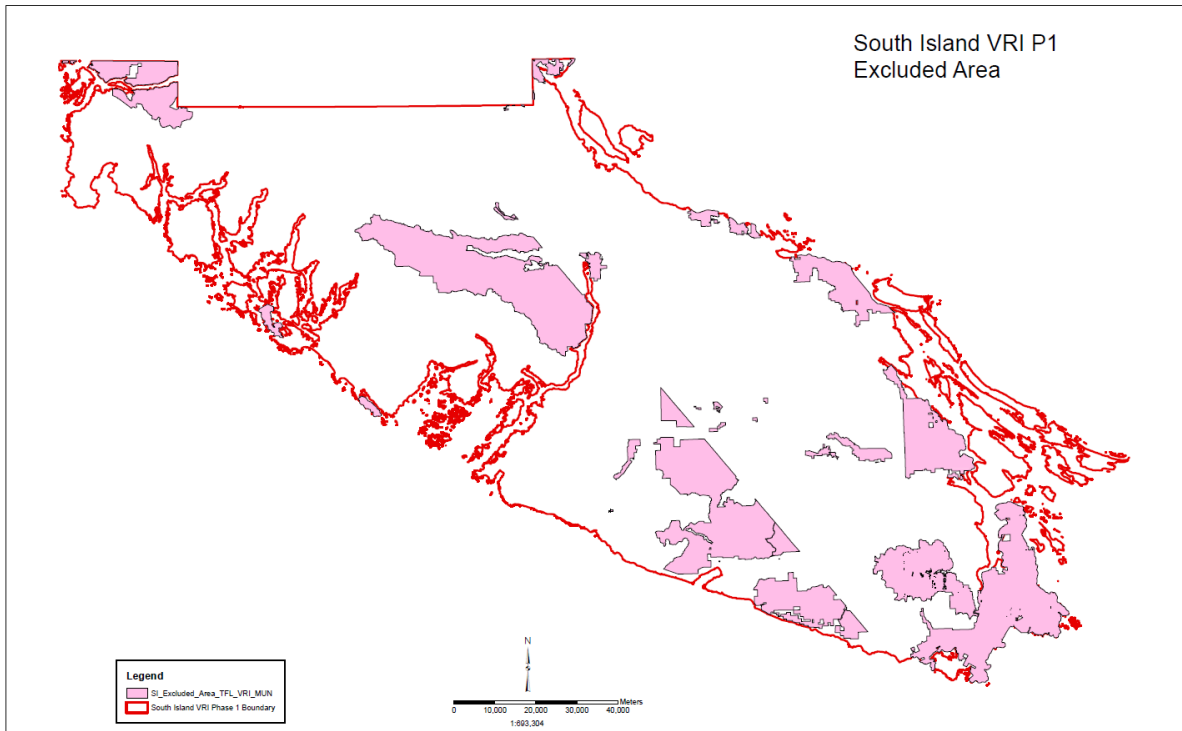 South Island VRI P1
Excluded Area
N
Legend
SI_Excluded_Area_TFL_VRI_MUN
South Island VRI Phase 1 Boundary
Meters
0 10,000 20,000 30,000 40,000
1:693,304